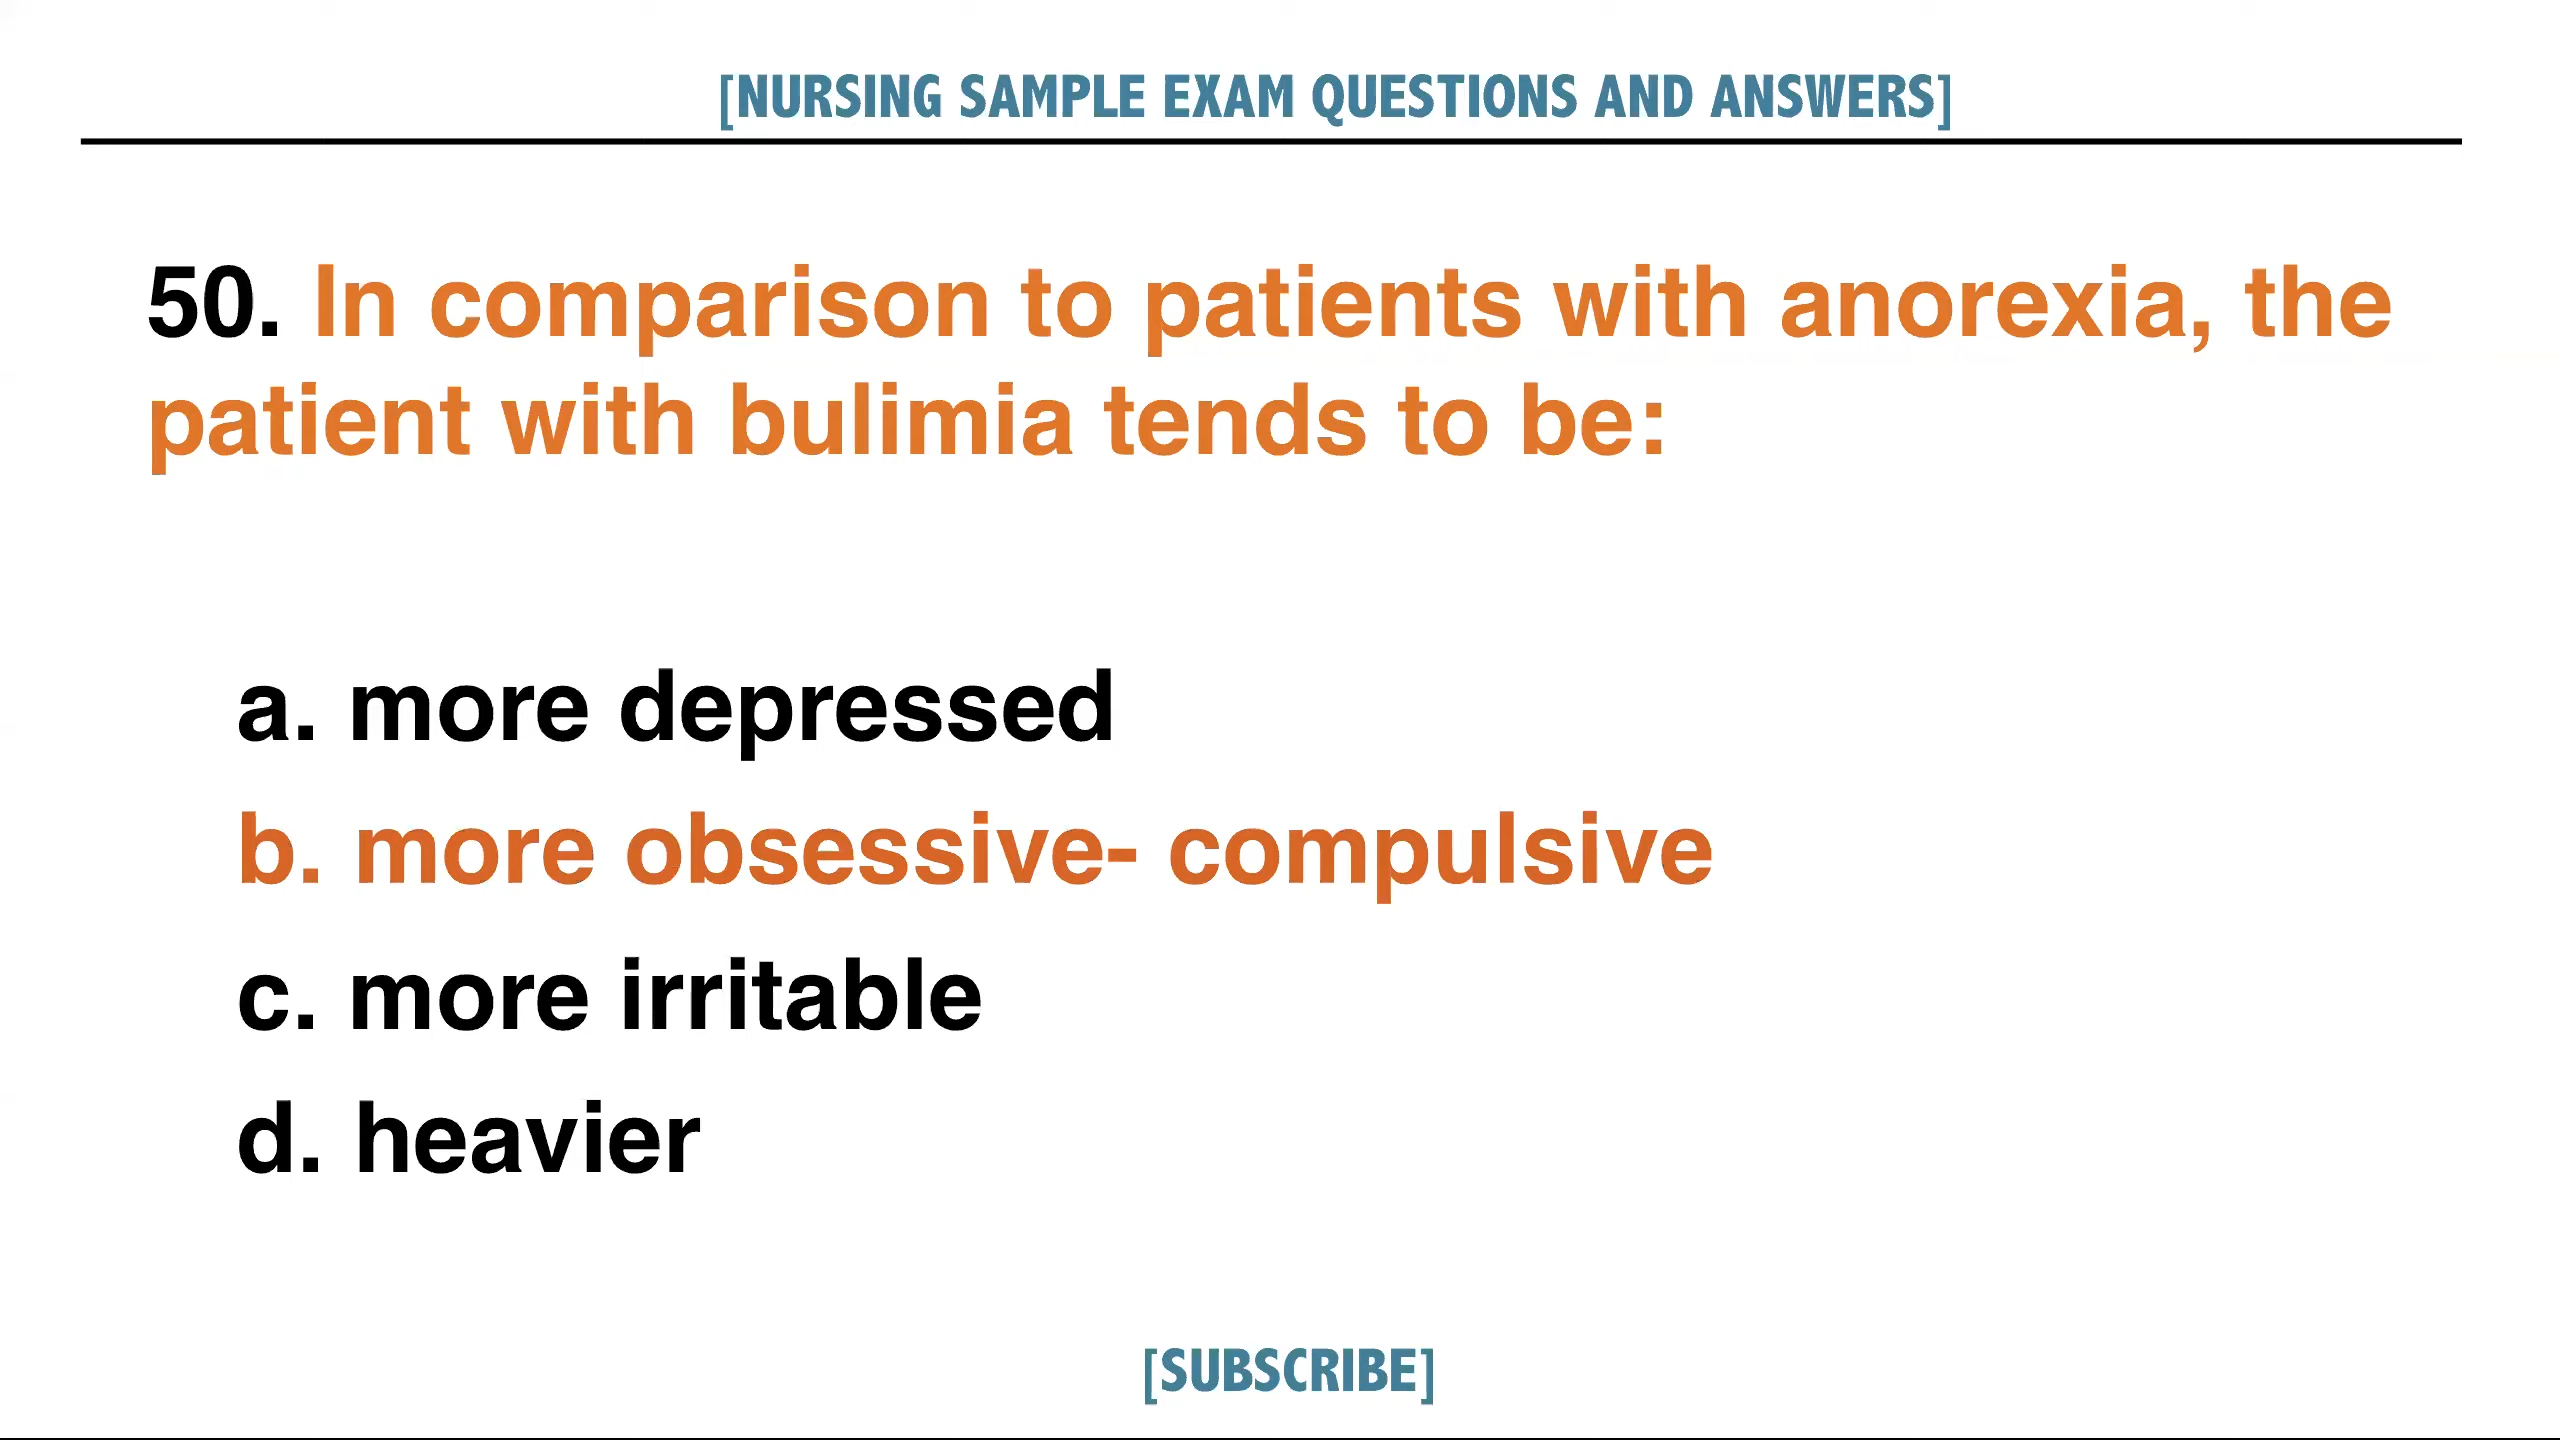 [NURSING SAMPLE EXAM QUESTIONS AND ANSWERS]
50. In comparison to patients with anorexia, the
patient with bulimia tends to be:
a. more depressed
b. more obsessive- compulsive
c. more irritable
d. heavier
[SUBSCRIBE]